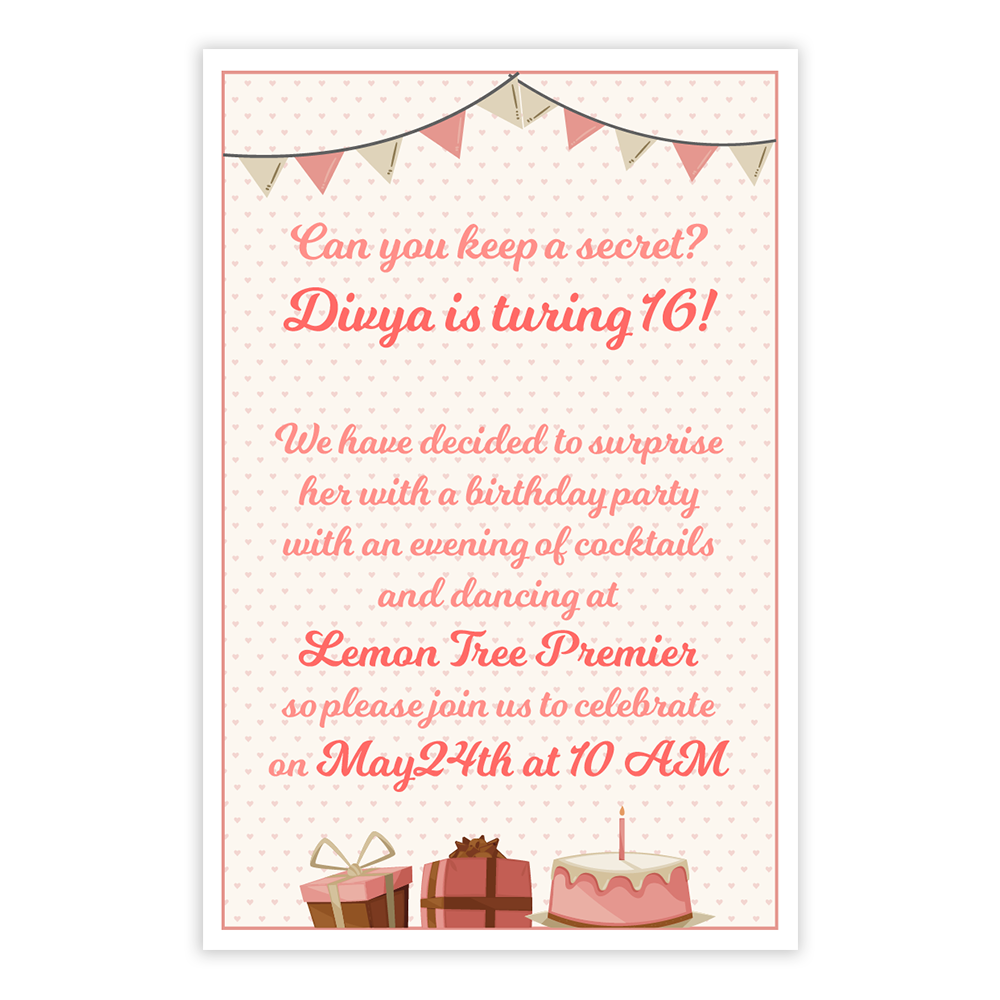 Can you keep a secret?
Divya is turing 16!
We have decided to surprise
her with a birthday party
with an evening of cocktails
and dancing at
Lemon Tree Premier
so please join us to celebrate
on May 24th at 10 AM